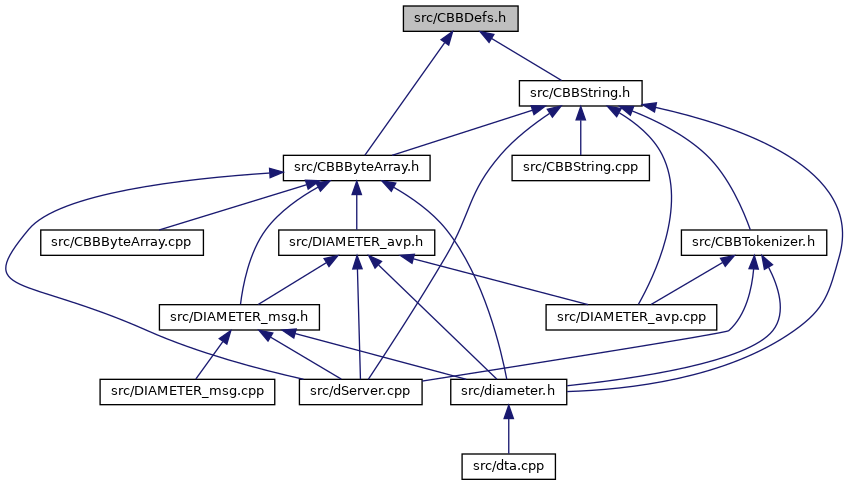 src/CBBDefs.h
src/CBBString.h
src/CBBByteArray.h
src/CBBString.cpp
src/CBBByteArray.cpp
src/DIAMETER_avp.h
src/CBBTokenizer.h
src/DIAMETER_msg.h
src/DIAMETER_avp.cpp
src/DIAMETER_msg.cpp
src/dServer.cpp
src/diameter.h
src/dta.cpp